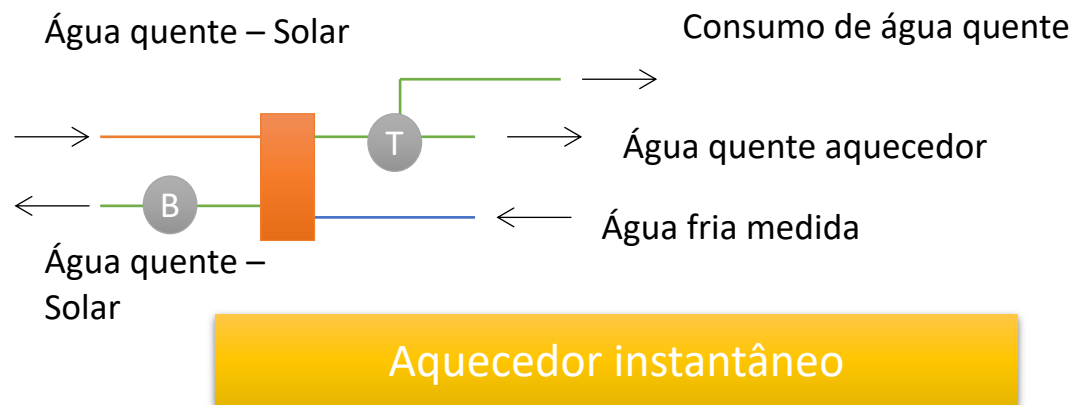 Água quente – Solar
Consumo de água quente
T
Água quente aquecedor
B
Água fria medida
Água quente –
Solar
Aquecedor instantâneo